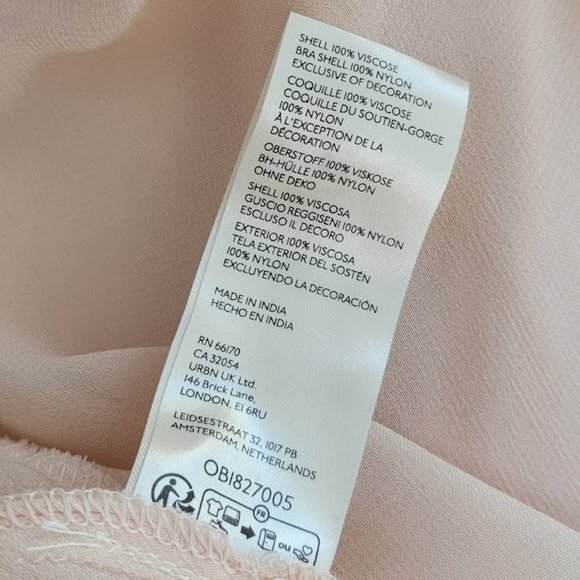 SHELL 100% VISCOSE
BRA SHELL 100% NYLON
EXCLUSIVE OF DECORATION
COQUILLE 100% VISCOSE
COQUILLE DU SOUTIEN-GORGE
100% NYLON
À L'EXCEPTION DE LA
DÉCORATION
OBERSTOFF 100% VISKOSE
BH-HÜLLE 100% NYLON
OHNE DEKO
SHELL 100% VISCOSA
GUSCIO REGGISENI 100% NYLON
ESCLUSO IL DECORO
EXTERIOR 100% VISCOSA
TELA EXTERIOR DEL SOSTÉN
100% NYLON
EXCLUYENDO LA DECORACIÓN
MADE IN INDIA
HECHO EN INDIA
RN 66170
CA 32054
URBN UK Ltd.
146 Brick Lane,
LONDON, E1 6RU
LEIDSESTRAAT 32, 1017 PB
AMSTERDAM, NETHERLANDS
OB1827005
FR
ou